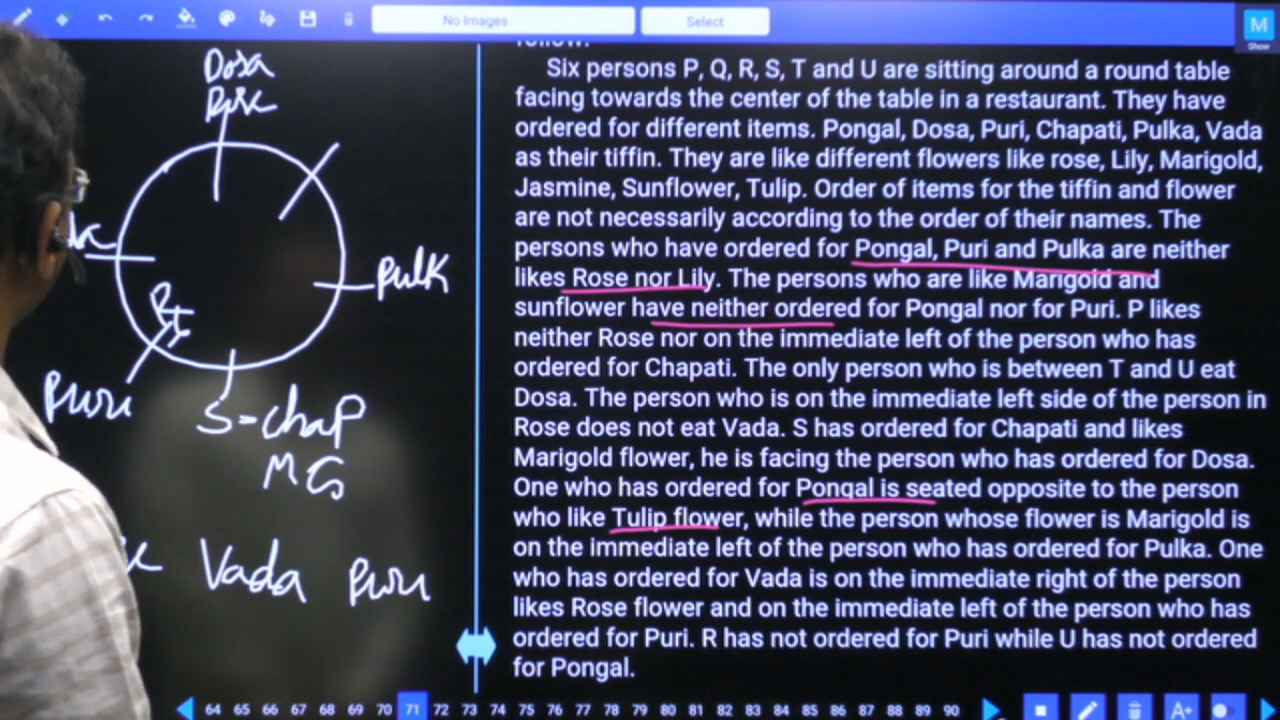 No Images
Select
M
Show
follow.
Six persons P, Q, R, S, T and U are sitting around a round table
facing towards the center of the table in a restaurant. They have
ordered for different items. Pongal, Dosa, Puri, Chapati, Pulka, Vada
as their tiffin. They are like different flowers like rose, Lily, Marigold,
Jasmine, Sunflower, Tulip. Order of items for the tiffin and flower
are not necessarily according to the order of their names. The
persons who have ordered for Pongal, Puri and Pulka are neither
likes Rose nor Lily. The persons who are like Marigold and
sunflower have neither ordered for Pongal nor for Puri. P likes
neither Rose nor on the immediate left of the person who has
ordered for Chapati. The only person who is between T and U eat
Dosa. The person who is on the immediate left side of the person in
Rose does not eat Vada. S has ordered for Chapati and likes
Marigold flower, he is facing the person who has ordered for Dosa.
One who has ordered for Pongal is seated opposite to the person
who like Tulip flower, while the person whose flower is Marigold is
on the immediate left of the person who has ordered for Pulka. One
who has ordered for Vada is on the immediate right of the person
likes Rose flower and on the immediate left of the person who has
ordered for Puri. R has not ordered for Puri while U has not ordered
for Pongal.
Dosa
Pulk
Puri
S = chap
MG
Vada Puri
64 65 66 67 68 69 70 71 72 73 74 75 76 77 78 79 80 81 82 83 84 85 86 87 88 89 90
A+